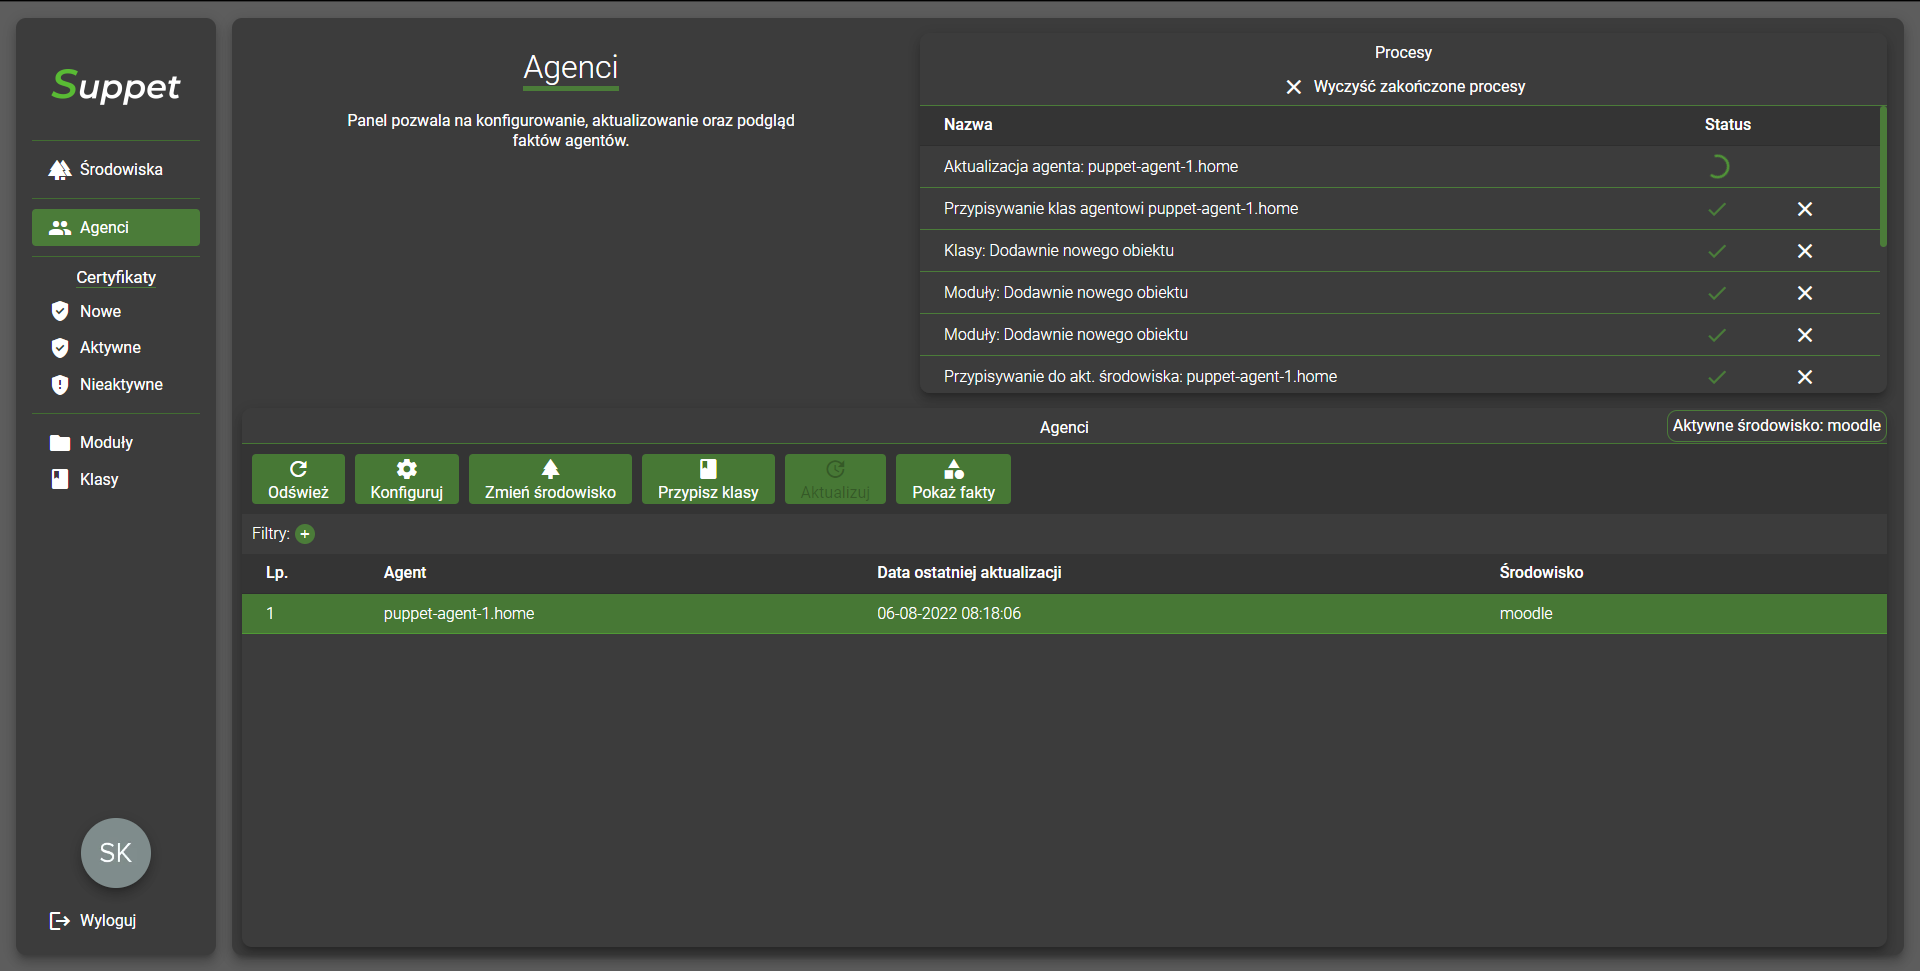 Suppet
Środowiska
Agenci
Certyfikaty
Nowe
Aktywne
Nieaktywne
Moduły
Klasy
SK
Wyloguj
Agenci
Panel pozwala na konfigurowanie, aktualizowanie oraz podgląd
faktów agentów.
Procesy
Wyczyść zakończone procesy
Nazwa Status
Aktualizacja agenta: puppet-agent-1.home
Przypisywanie klas agentowi puppet-agent-1.home
Klasy: Dodawnie nowego obiektu
Moduły: Dodawnie nowego obiektu
Moduły: Dodawnie nowego obiektu
Przypisywanie do akt. środowiska: puppet-agent-1.home
Agenci
Aktywne środowisko: moodle
Odśwież Konfiguruj Zmień środowisko Przypisz klasy Aktualizuj Pokaż fakty
Filtry:
Lp. Agent Data ostatniej aktualizacji Środowisko
1 puppet-agent-1.home 06-08-2022 08:18:06 moodle